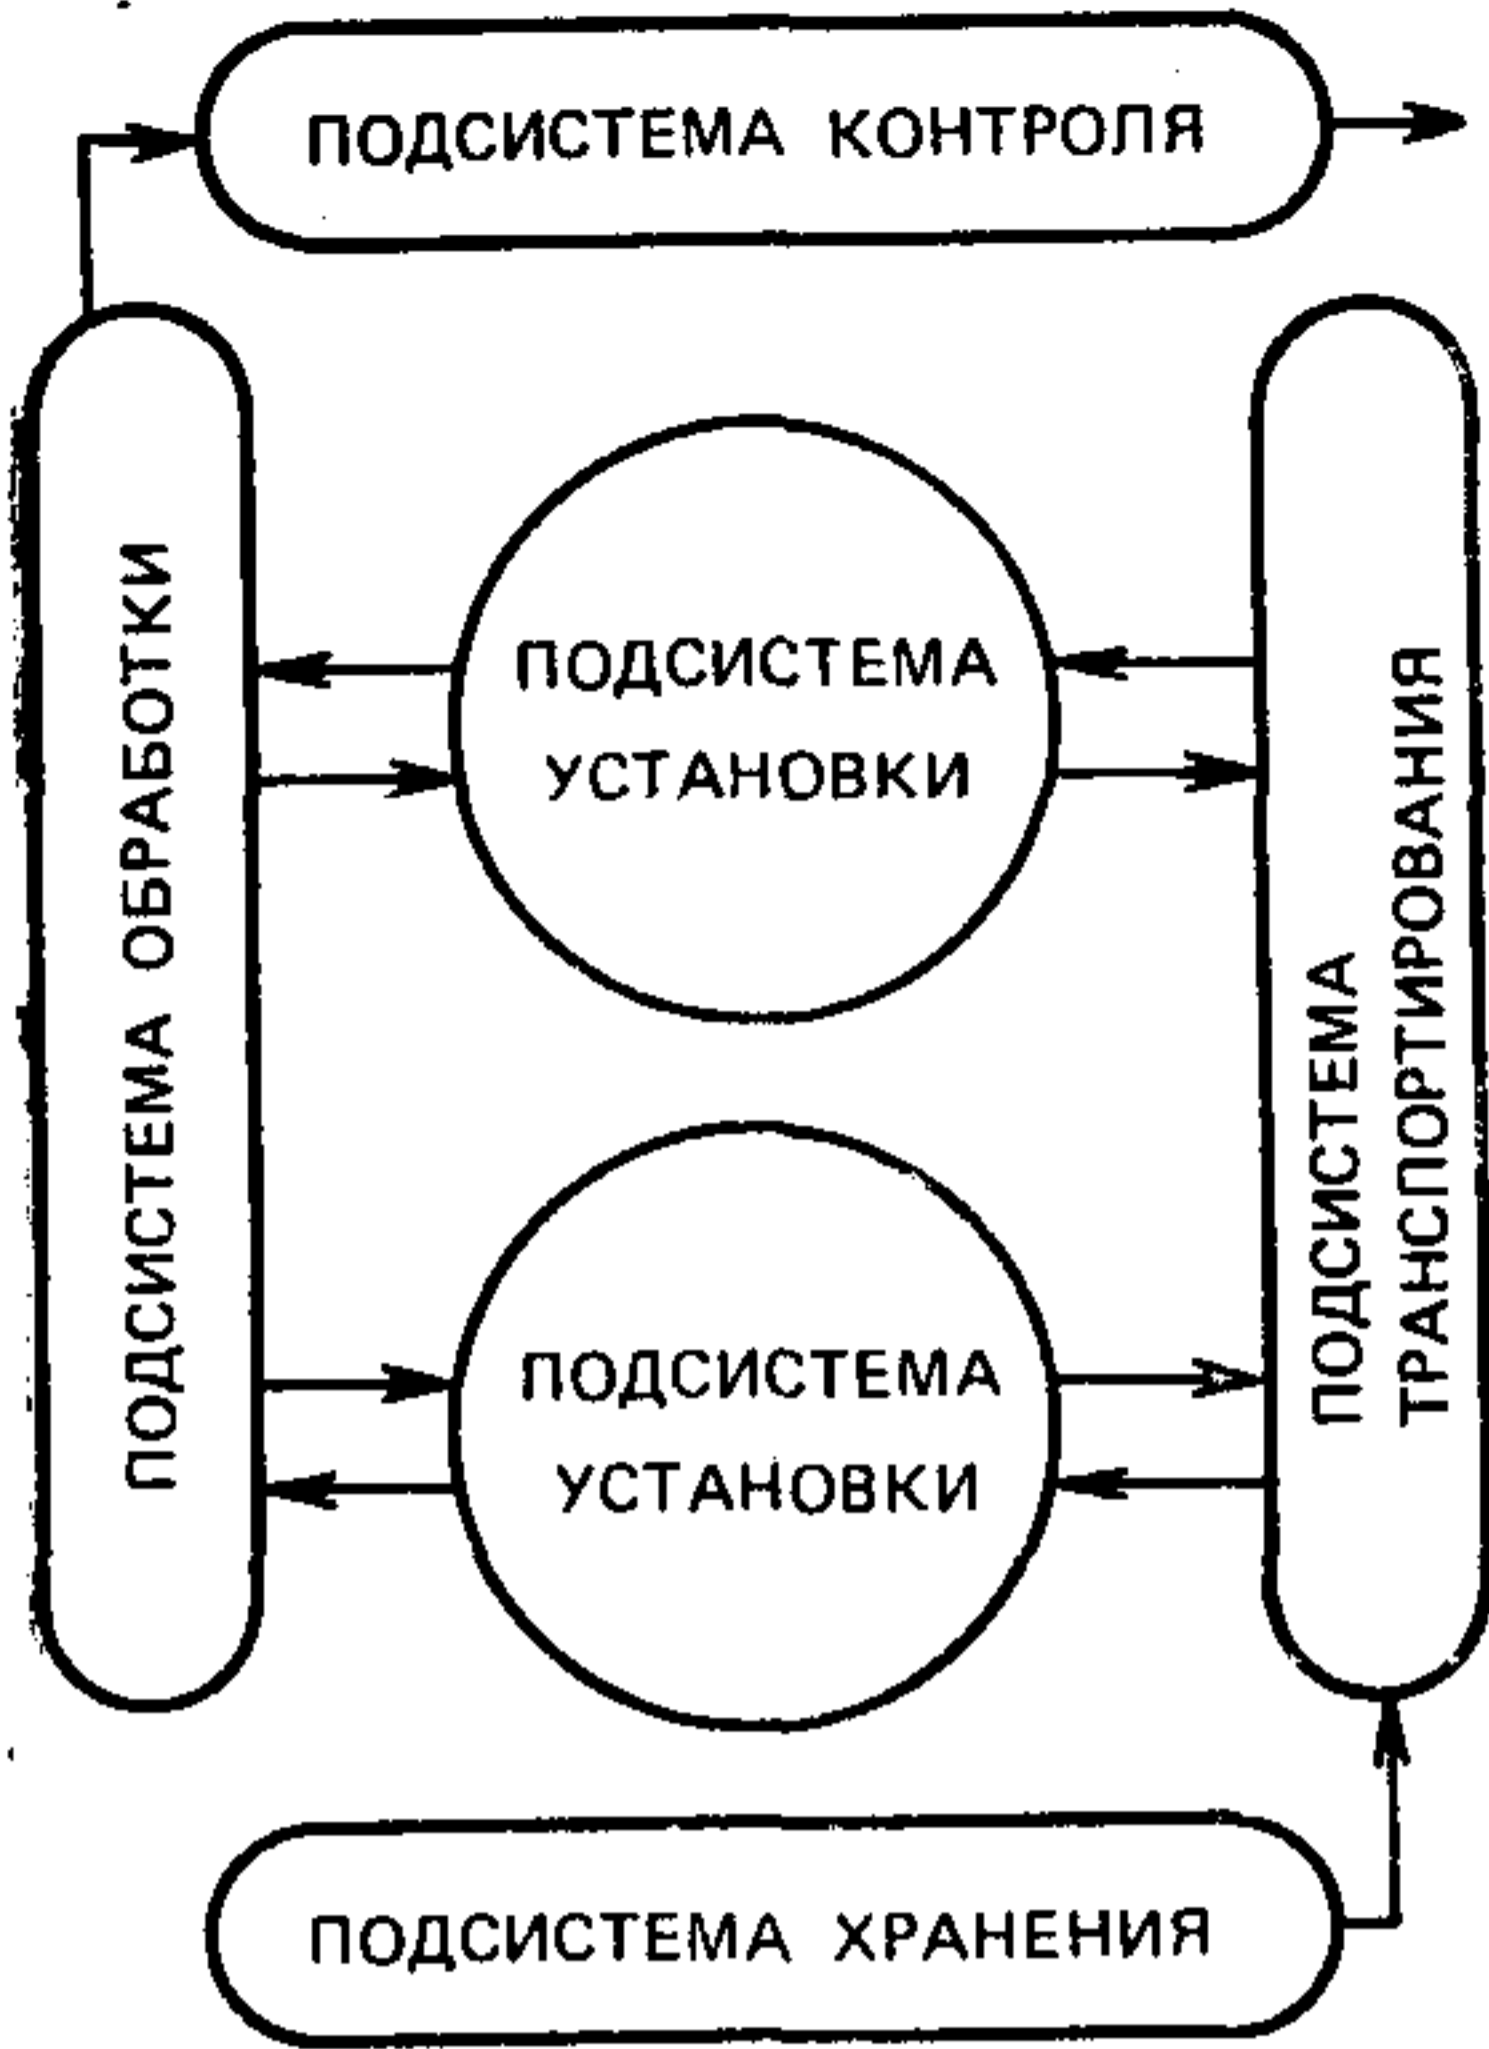 ПОДСИСТЕМА КОНТРОЛЯ
ПОДСИСТЕМА ОБРАБОТКИ
ПОДСИСТЕМА
УСТАНОВКИ
ПОДСИСТЕМА
УСТАНОВКИ
ПОДСИСТЕМА
ТРАНСПОРТИРОВАНИЯ
ПОДСИСТЕМА ХРАНЕНИЯ